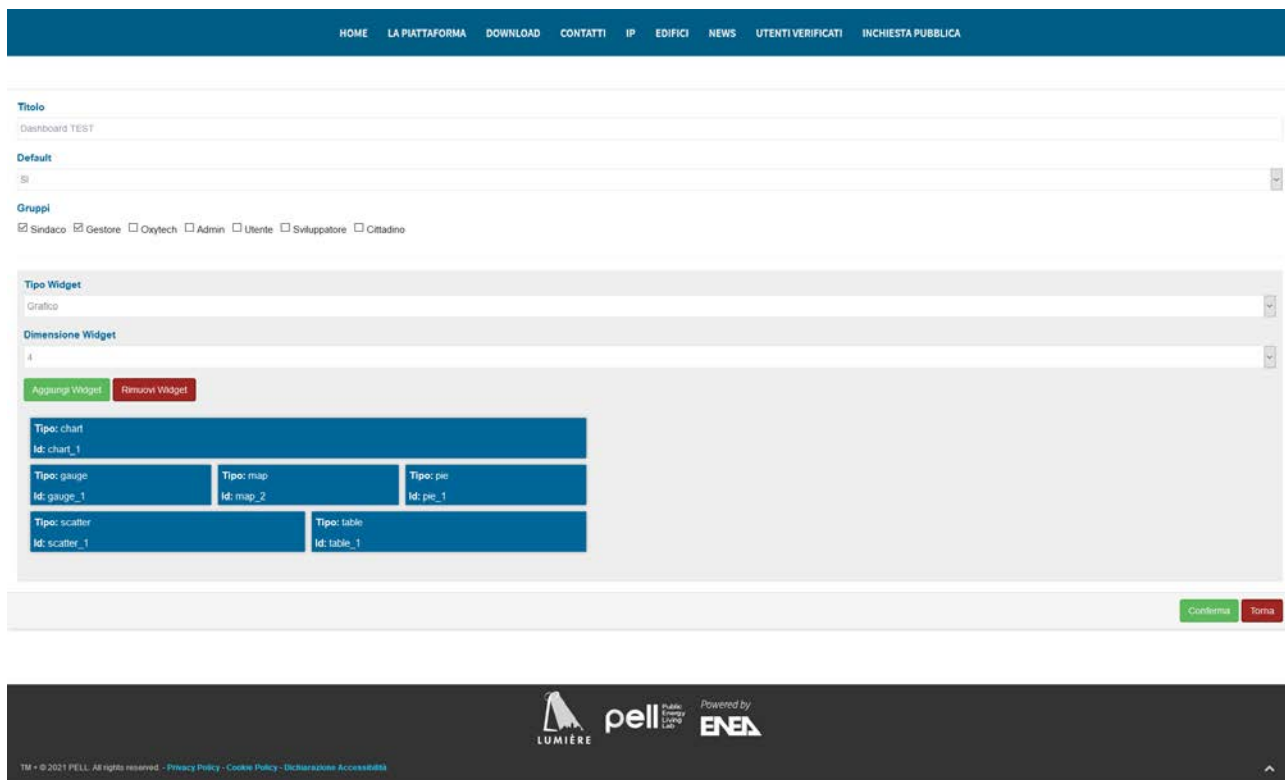 HOME LA PIATTAFORMA DOWNLOAD CONTATTI IP EDIFICI NEWS UTENTI VERIFICATI INCHIESTA PUBBLICA
Titolo
Dashboard TEST
Default
SI
Gruppi
Sindaco Gestore Oxytech Admin Utente Sviluppatore Cittadino
Tipo Widget
Grafico
Dimensione Widget
4
Aggiungi Widget Rimuovi Widget
Tipo: chart
Id: chart_1
Tipo: gauge Tipo: map Tipo: pie
Id: gauge_1 Id: map_2 Id: pie_1
Tipo: scatter Tipo: table
Id: scatter_1 Id: table_1
Conferma Torna
LUMIÈRE
pell Public Energy Living Lab
Powered by
ENEA
TM • © 2021 PELL. All rights reserved. - Privacy Policy - Cookie Policy - Dichiarazione Accessibilità